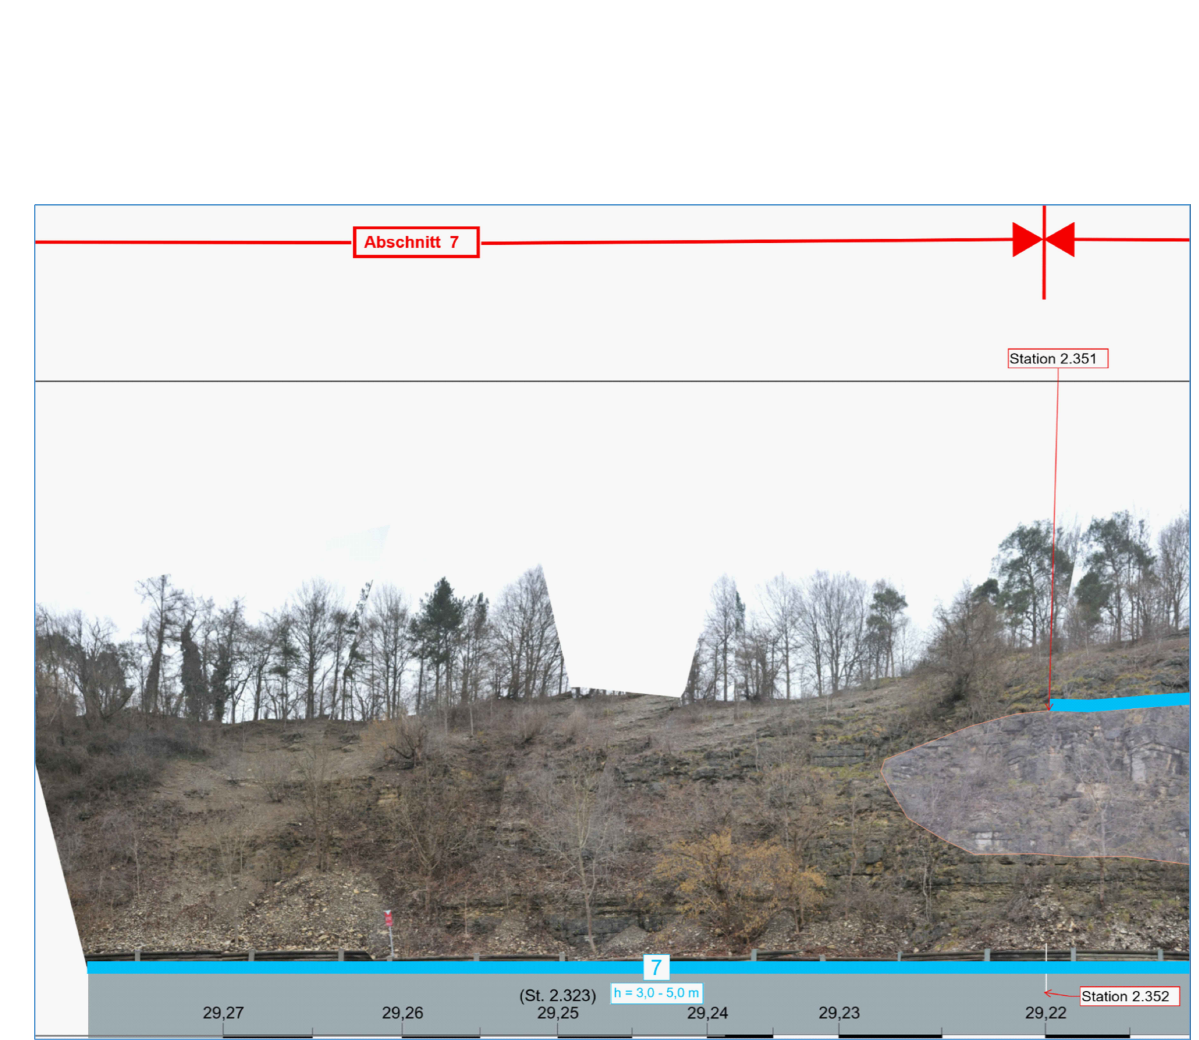 Abschnitt 7
Station 2.351
7
(St. 2.323)
h = 3,0 - 5,0 m
Station 2.352
29,27
29,26
29,25
29,24
29,23
29,22